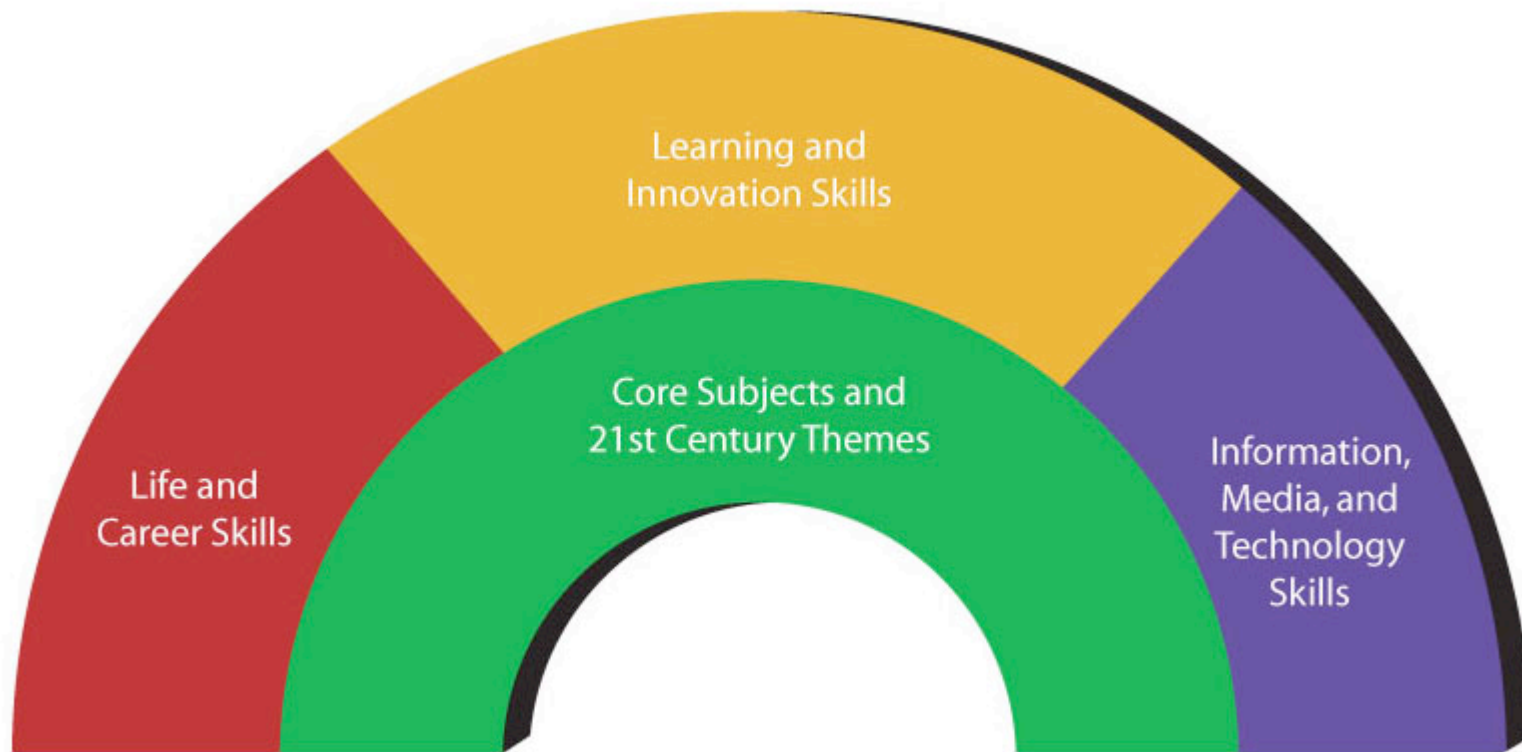 Learning and
Innovation Skills
Core Subjects and
21st Century Themes
Life and
Career Skills
Information,
Media, and
Technology
Skills